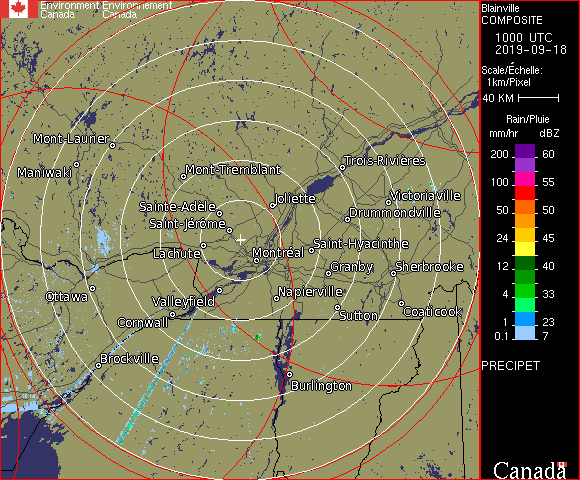 Environment Environnement
Canada Canada
Blainville
COMPOSITE
1000 UTC
2019-09-18
Scale/Échelle:
1km/Pixel
40 KM
Rain/Pluie
mm/hr dBZ
200 60
100 55
50 50
24 45
12 40
4 33
1 23
0.1 7
PRECIPET
Canada
Mont-Laurier
Maniwaki
Mont-Tremblant
Trois-Rivières
Joliette
Victoriaville
Sainte-Adèle
Drummondville
Saint-Jérôme
Saint-Hyacinthe
Lachute
Montréal
Granby
Sherbrooke
Ottawa
Valleyfield
Napierville
Cornwall
Sutton
Coaticook
Brockville
Burlington